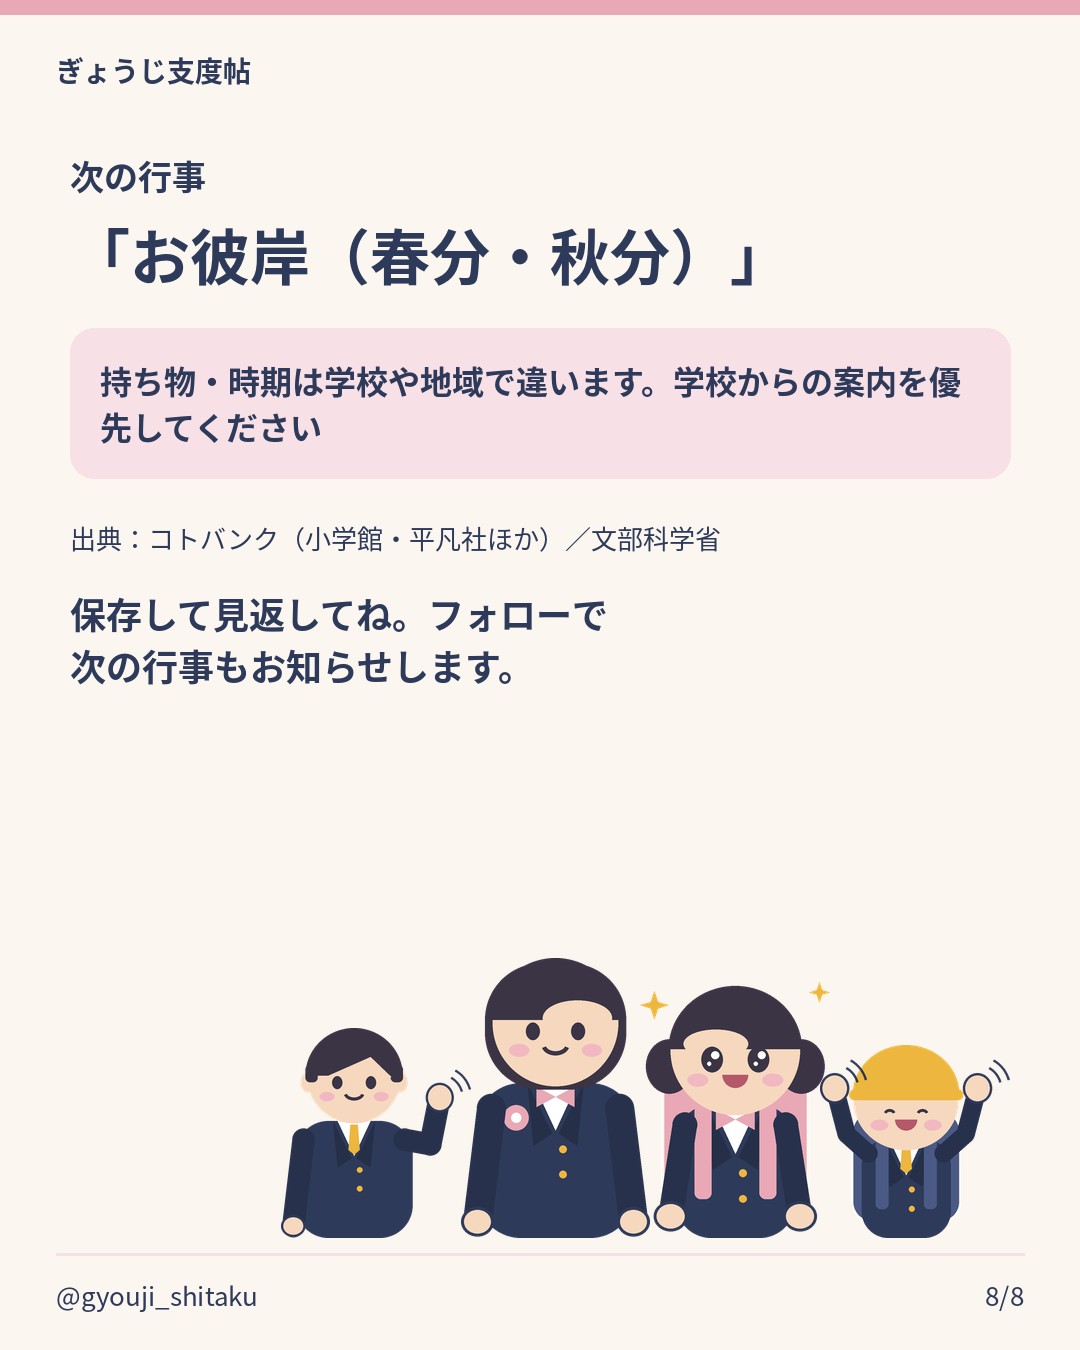 ぎょうじ支度帖
次の行事
「お彼岸（春分・秋分）」
持ち物・時期は学校や地域で違います。学校からの案内を優
先してください
出典：コトバンク（小学館・平凡社ほか）／文部科学省
保存して見返してね。フォローで
次の行事もお知らせします。
@gyouji_shitaku
8/8